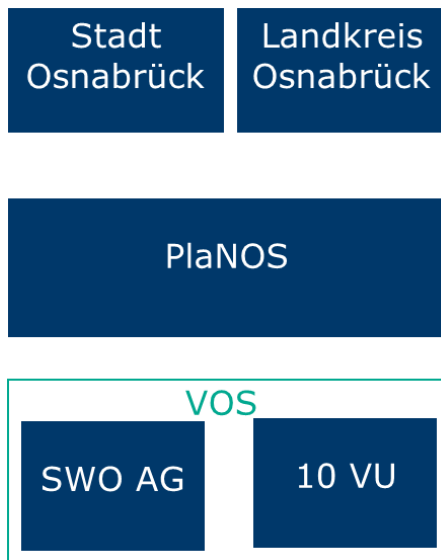 Stadt
Osnabrück
Landkreis
Osnabrück
PlaNOS
VOS
SWO AG
10 VU